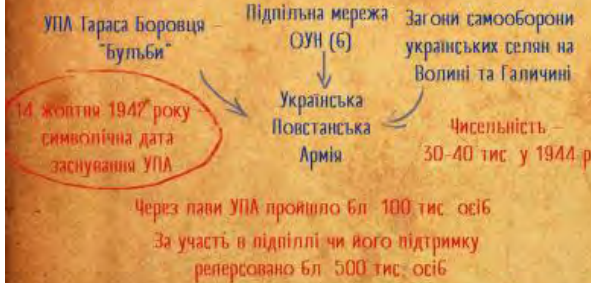 УПА Тараса Боровця –
"Бульби"
Підпільна мережа
ОУН (б)
Загони самооборони
українських селян на
Волині та Галичині
14 жовтня 1942 року –
символічна дата
заснування УПА
Українська
Повстанська
Армія
Чисельність –
30-40 тис у 1944 р
Через лави УПА пройшло бл 100 тис осіб
За участь в підпіллі чи його підтримку
реперсовано бл 500 тис. осіб